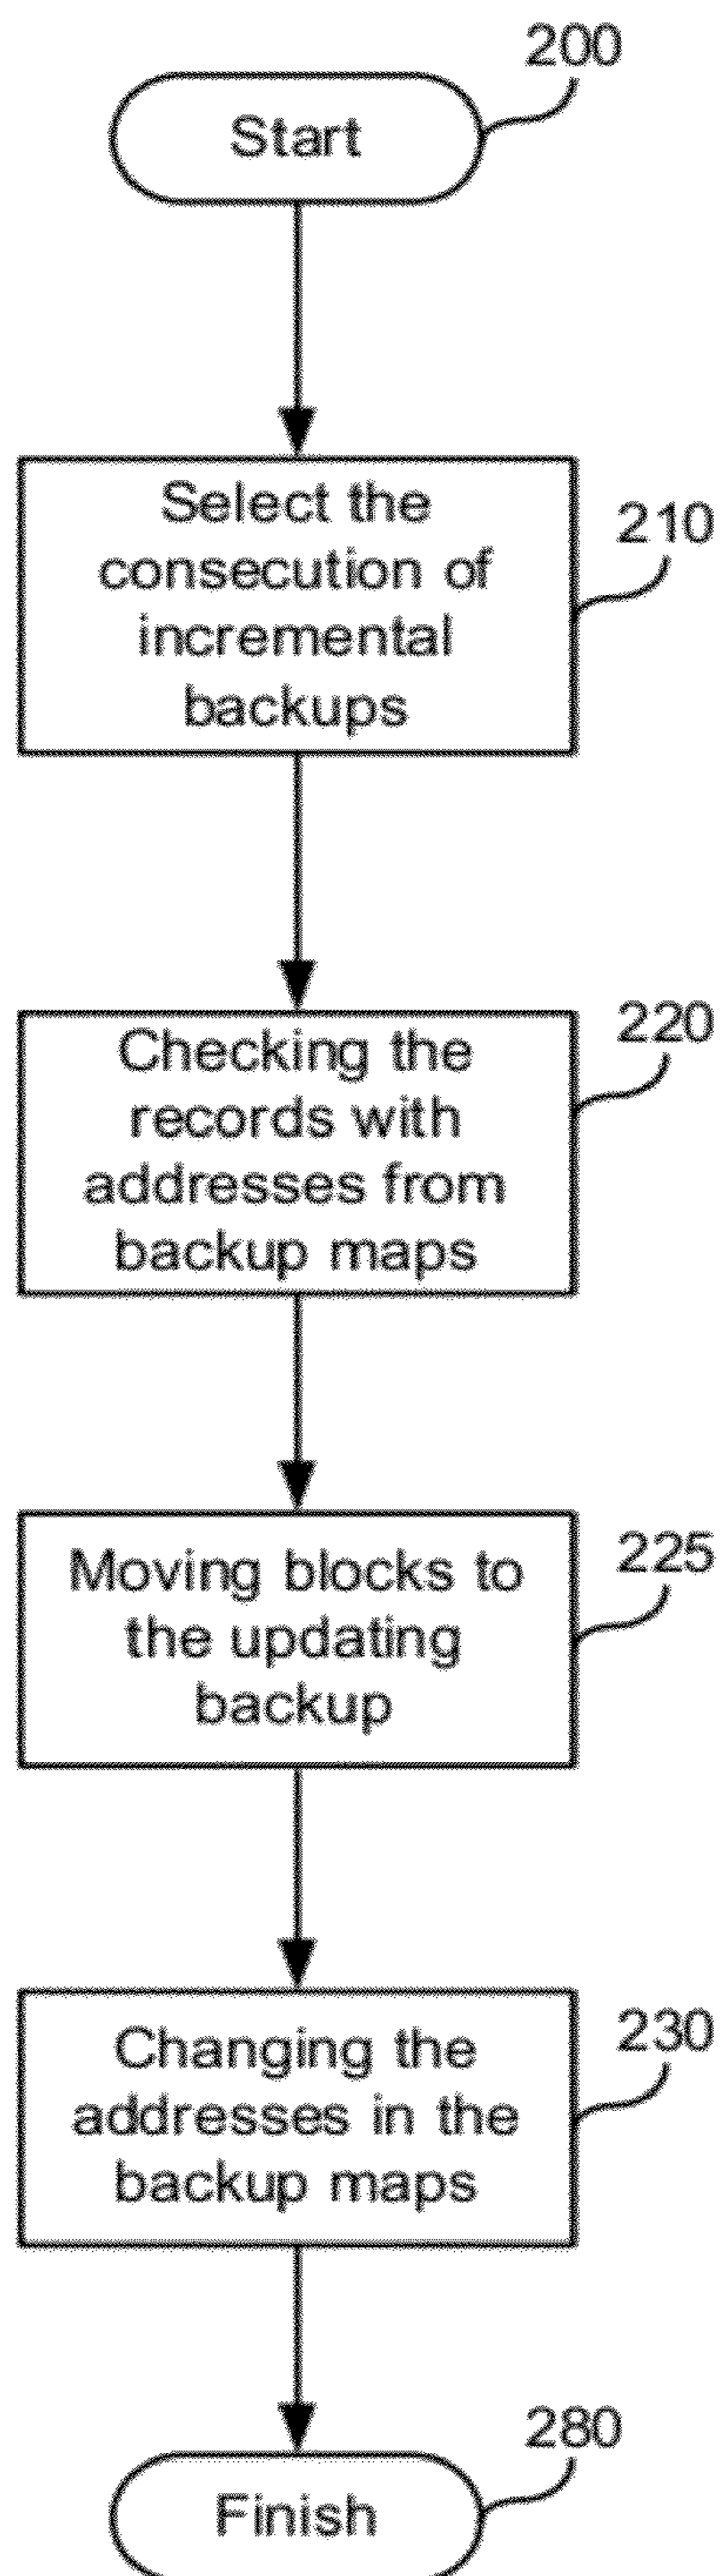 200
Start
Select the
consecution of
incremental
backups
210
Checking the
records with
addresses from
backup maps
220
Moving blocks to
the updating
backup
225
Changing the
addresses in the
backup maps
230
280
Finish